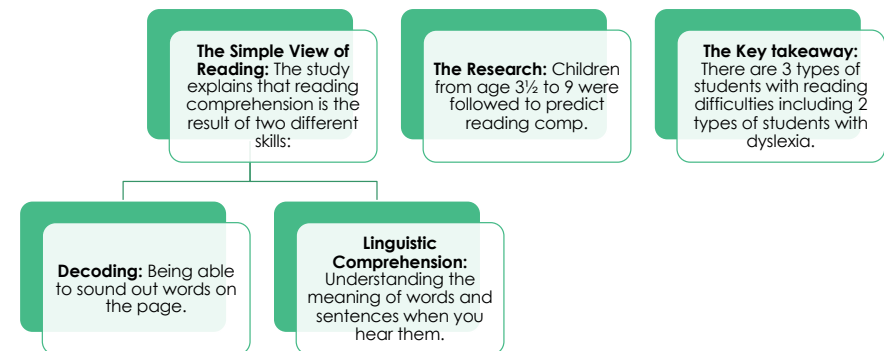 The Simple View of
Reading: The study
explains that reading
comprehension is the
result of two different
skills:
The Research: Children
from age 3½ to 9 were
followed to predict
reading comp.
The Key takeaway:
There are 3 types of
students with reading
difficulties including 2
types of students with
dyslexia.
Decoding: Being able
to sound out words on
the page.
Linguistic
Comprehension:
Understanding the
meaning of words and
sentences when you
hear them.